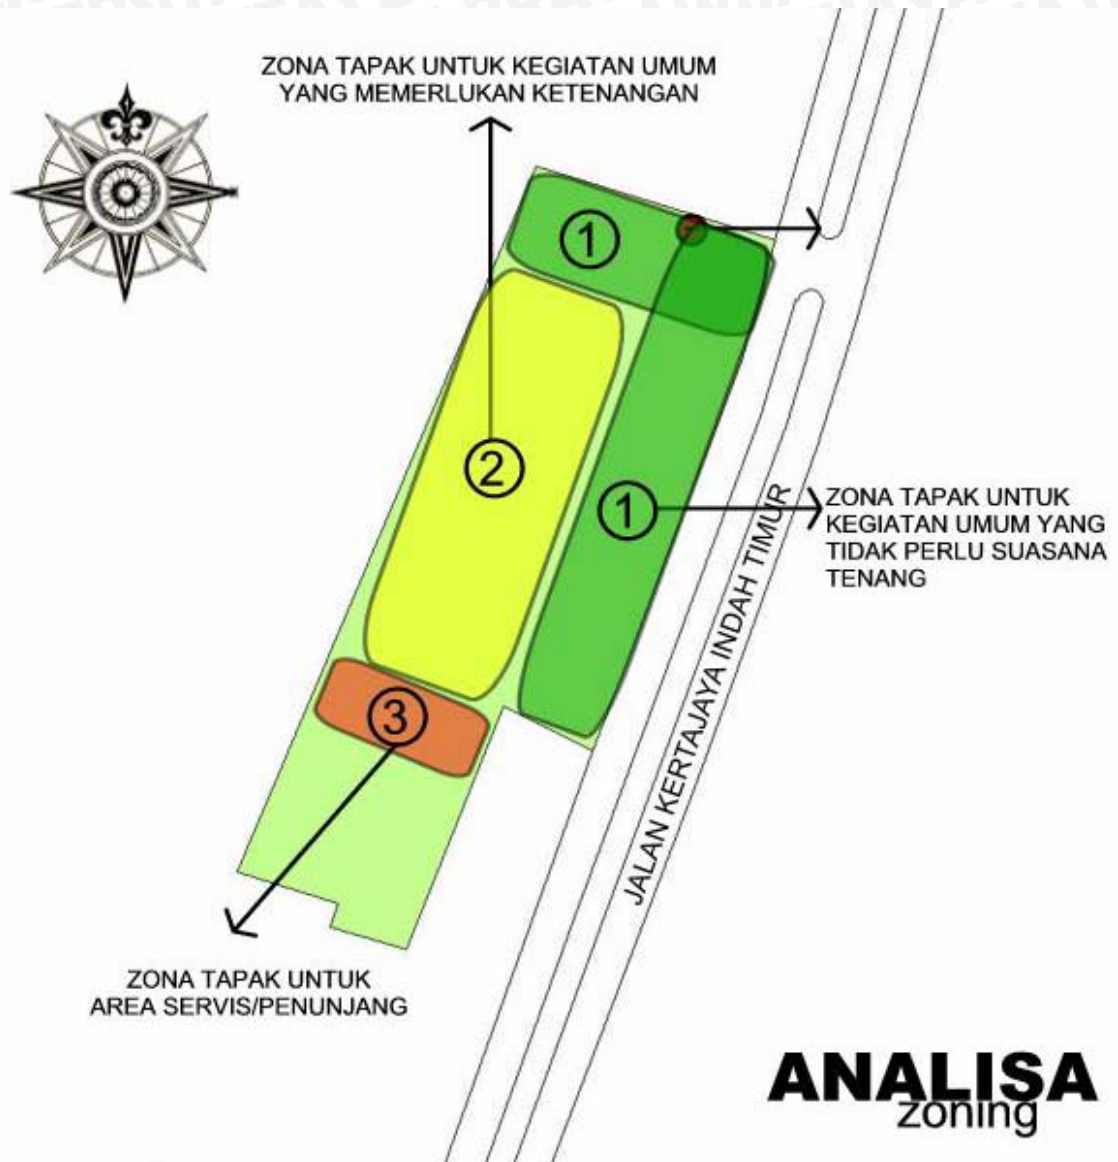 ZONA TAPAK UNTUK KEGIATAN UMUM
YANG MEMERLUKAN KETENANGAN
1
2
1
ZONA TAPAK UNTUK
KEGIATAN UMUM YANG
TIDAK PERLU SUASANA
TENANG
JALAN KERTAJAYA INDAH TIMUR
3
ZONA TAPAK UNTUK
AREA SERVIS/PENUNJANG
ANALISA
zoning